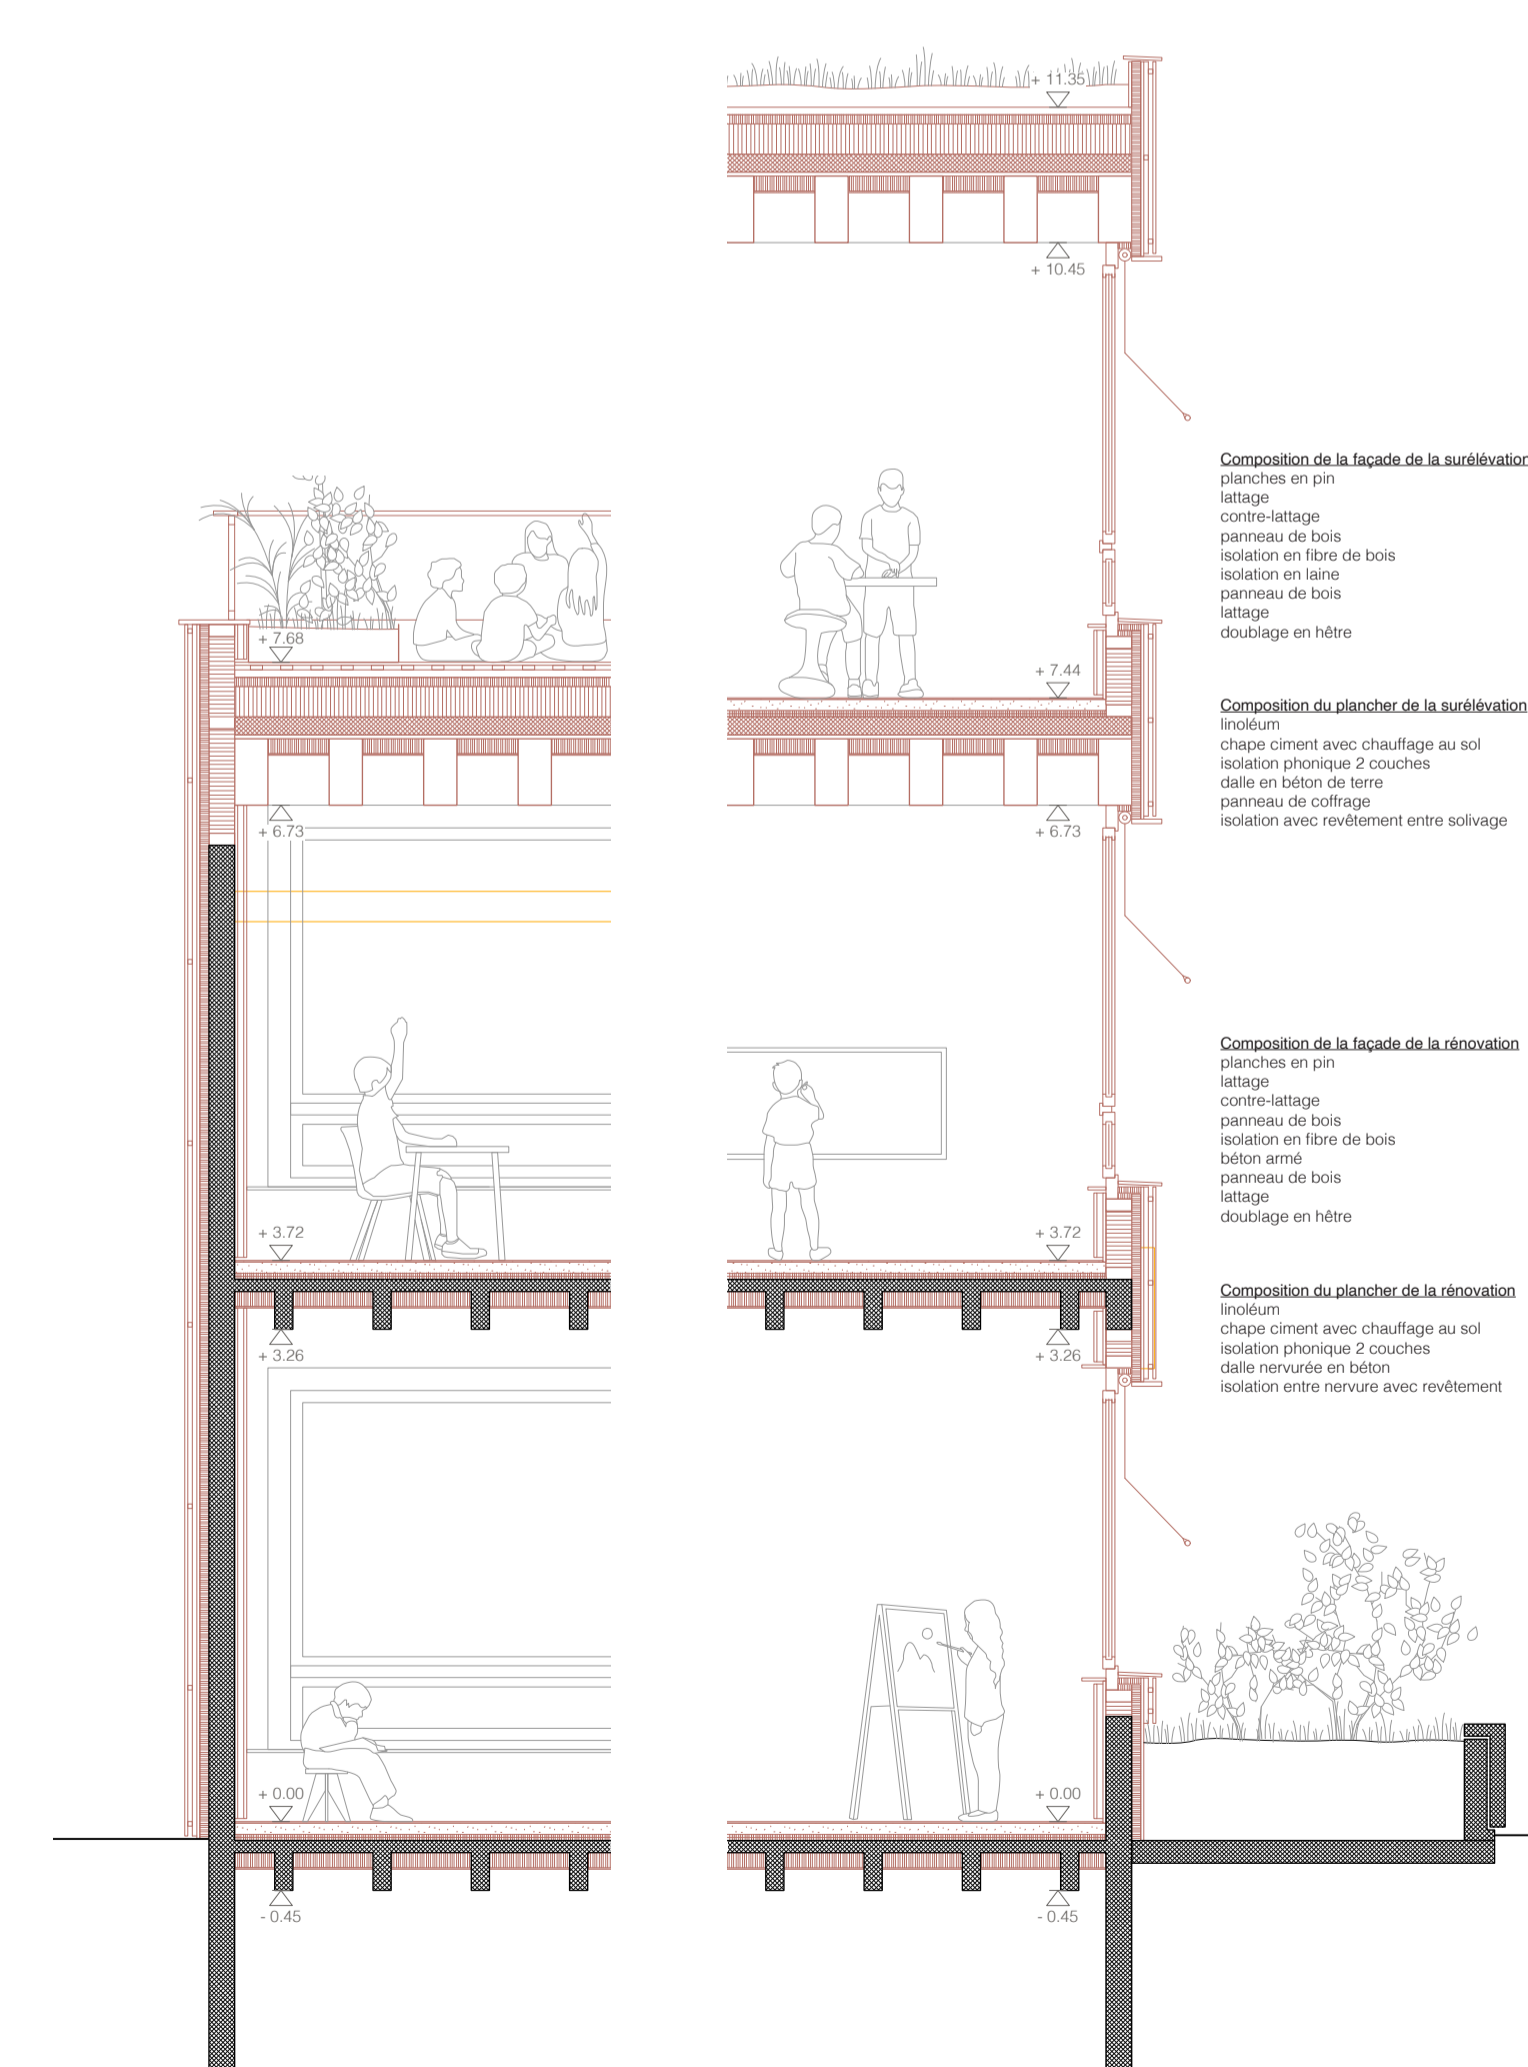 + 11.35
+ 10.45
Composition de la façade de la surélévation
planches en pin
lattage
contre-lattage
panneau de bois
isolation en fibre de bois
isolation en laine
panneau de bois
lattage
doublage en hêtre
+ 7.68
+ 7.44
Composition du plancher de la surélévation
linoléum
chape ciment avec chauffage au sol
isolation phonique 2 couches
dalle en béton de terre
panneau de coffrage
isolation avec revêtement entre solivage
+ 6.73
+ 6.73
Composition de la façade de la rénovation
planches en pin
lattage
contre-lattage
panneau de bois
isolation en fibre de bois
béton armé
panneau de bois
lattage
doublage en hêtre
+ 3.72
+ 3.72
Composition du plancher de la rénovation
linoléum
chape ciment avec chauffage au sol
isolation phonique 2 couches
dalle nervurée en béton
isolation entre nervure avec revêtement
+ 3.26
+ 3.26
+ 0.00
+ 0.00
- 0.45
- 0.45